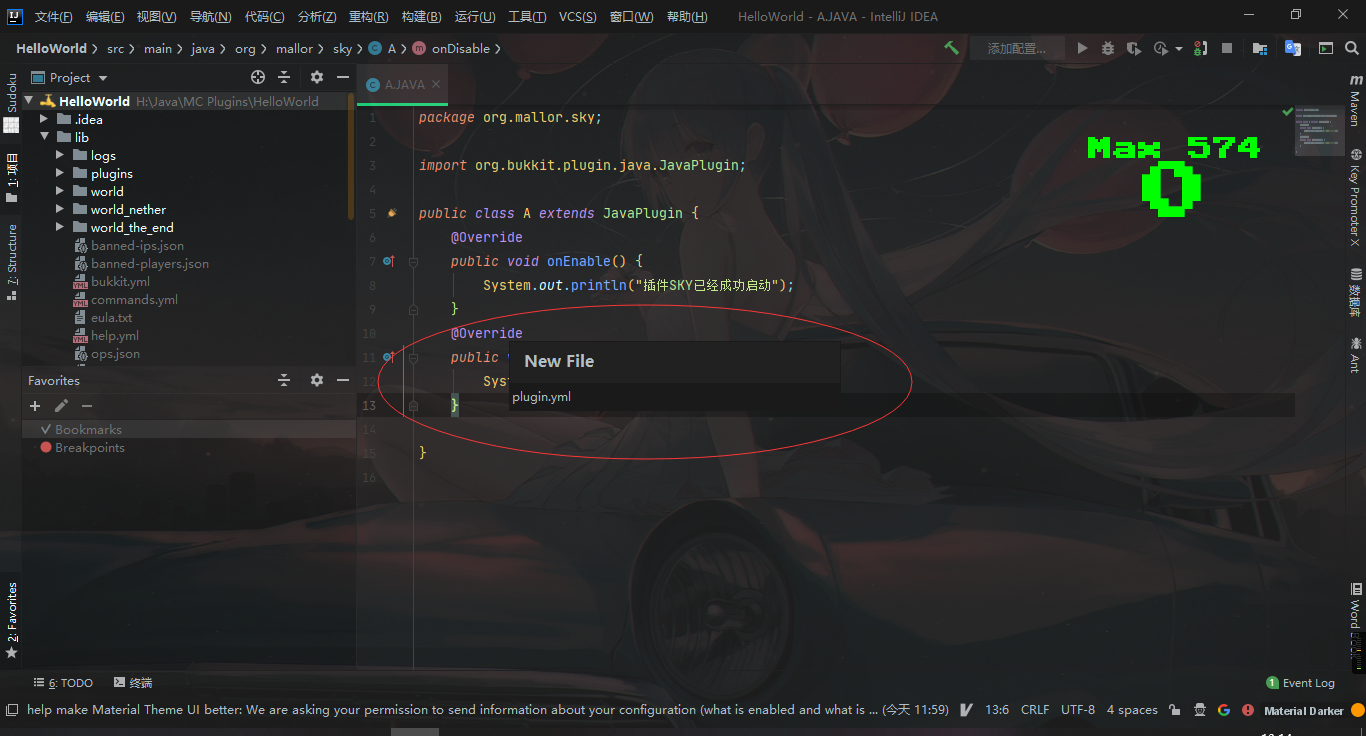 文件(F) 编辑(E) 视图(V) 导航(N) 代码(C) 分析(Z) 重构(R) 构建(B) 运行(U) 工具(T) VCS(S) 窗口(W) 帮助(H) HelloWorld - A.JAVA - IntelliJ IDEA
HelloWorld src main java org mallor sky C A m onDisable 添加配置...
Project
A.JAVA
HelloWorld H:\Java\MC Plugins\HelloWorld
.idea
lib
logs
plugins
world
world_nether
world_the_end
banned-ips.json
banned-players.json
bukkit.yml
commands.yml
eula.txt
help.yml
ops.json
Favorites
Bookmarks
Breakpoints
Sudoku
1: 项目
7: Structure
2: Favorites
1 package org.mallor.sky;
2
3 import org.bukkit.plugin.java.JavaPlugin;
4
5 public class A extends JavaPlugin {
6 @Override
7 public void onEnable() {
8 System.out.println("插件SKY已经成功启动");
9 }
10 @Override
11 public v
12 Sys
13 }
14
15 }
16
New File
plugin.yml
Max 574
0
Maven
Key Promoter X
数据库
Ant
Word
6: TODO 终端 1 Event Log
help make Material Theme UI better: We are asking your permission to send information about your configuration (what is enabled and what is ... (今天 11:59) 13:6 CRLF UTF-8 4 spaces Material Darker